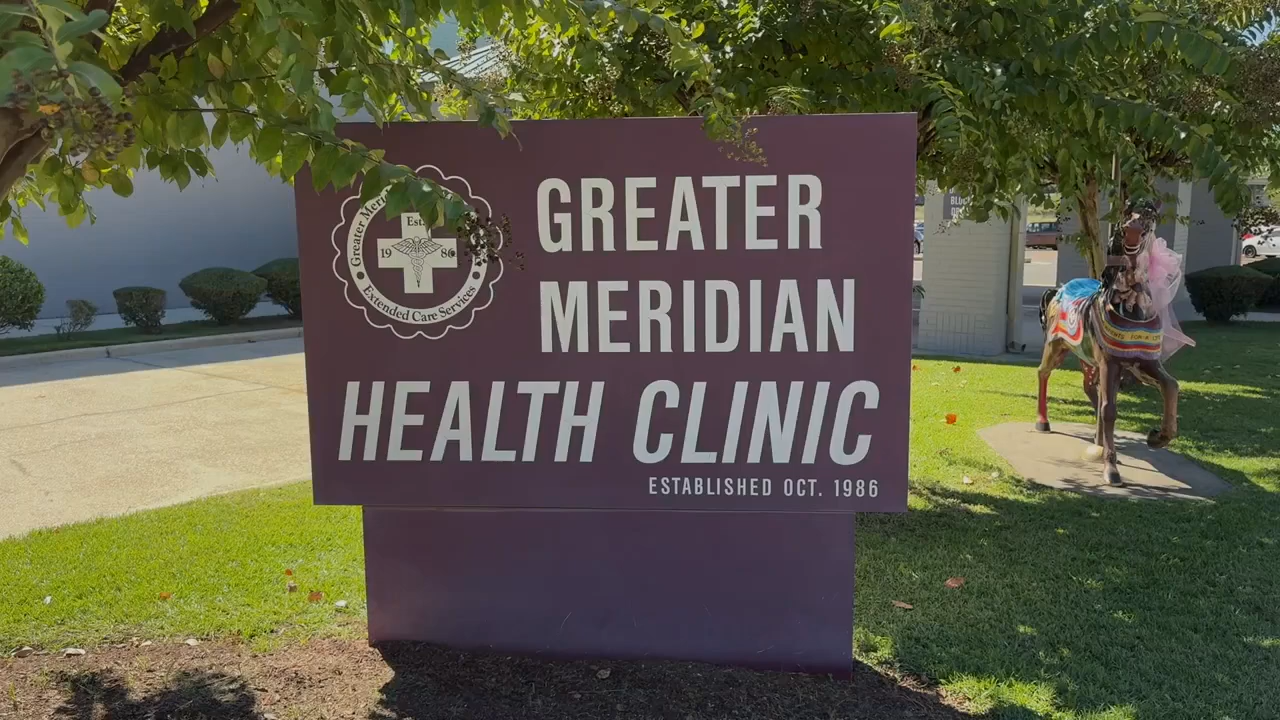 Greater Meri
Est.
19 86
Extended Care Services
GREATER
MERIDIAN
HEALTH CLINIC
ESTABLISHED OCT. 1986